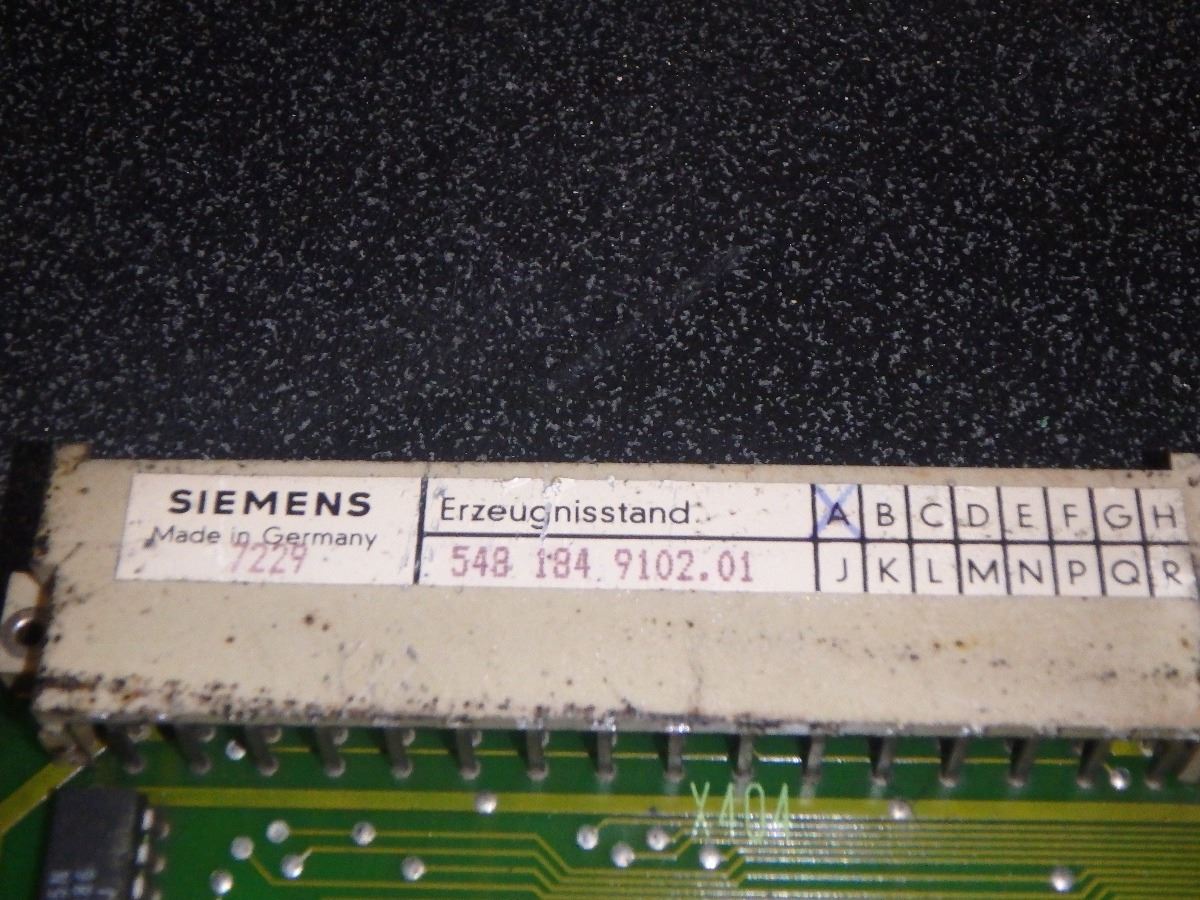 SIEMENS
Made in Germany
7229
Erzeugnisstand
548 184 9102.01
A B C D E F G H
J K L M N P Q R
X404